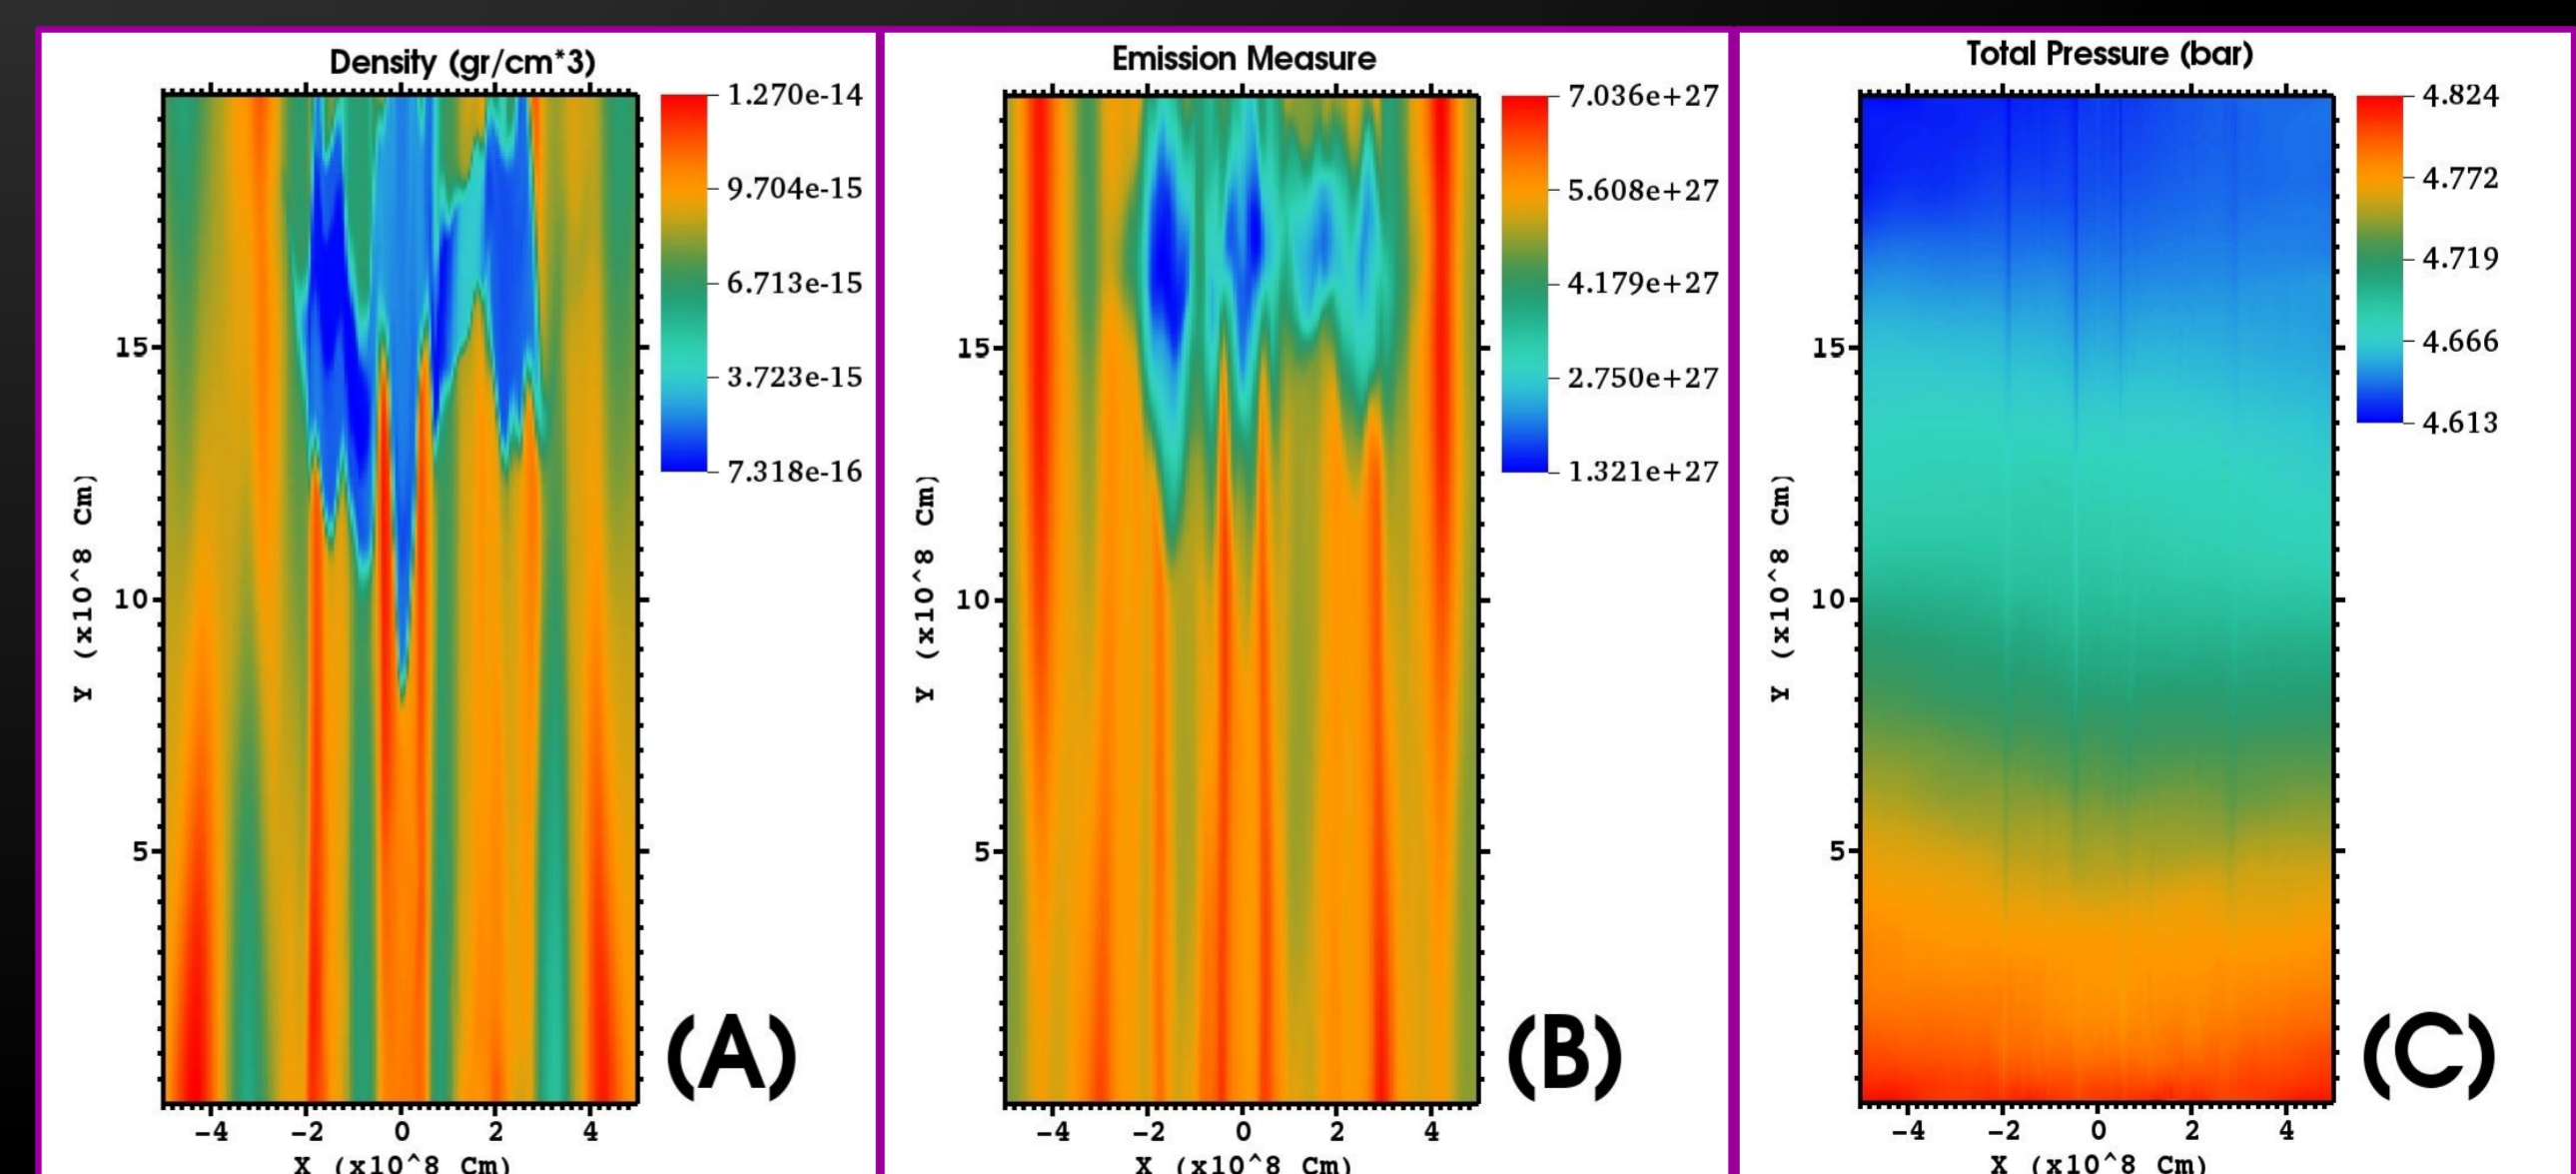 Density (gr/cm*3)
1.270e-14
9.704e-15
6.713e-15
3.723e-15
7.318e-16
15
10
5
Y (x10^8 Cm)
-4 -2 0 2 4
X (x10^8 Cm)
(A)
Emission Measure
7.036e+27
5.608e+27
4.179e+27
2.750e+27
1.321e+27
15
10
5
Y (x10^8 Cm)
-4 -2 0 2 4
X (x10^8 Cm)
(B)
Total Pressure (bar)
4.824
4.772
4.719
4.666
4.613
15
10
5
Y (x10^8 Cm)
-4 -2 0 2 4
X (x10^8 Cm)
(C)